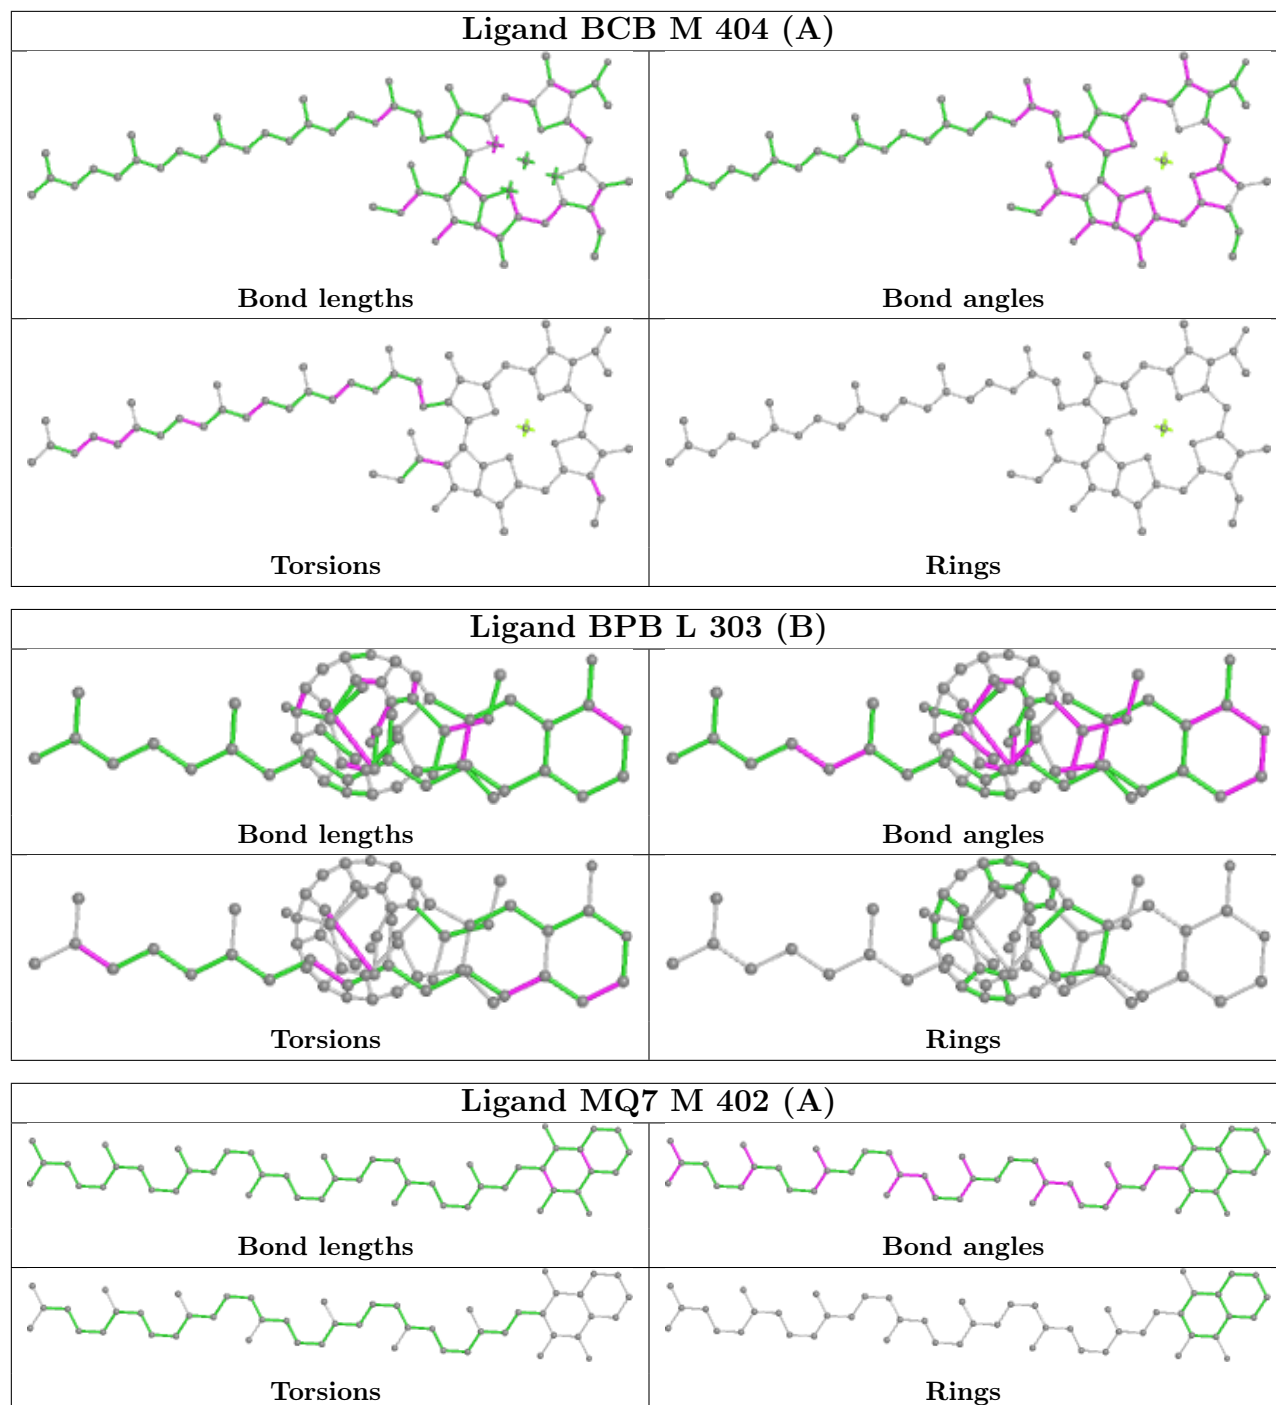 Ligand BCB M 404 (A)
Bond lengths
Bond angles
Torsions
Rings
Ligand BPB L 303 (B)
Bond lengths
Bond angles
Torsions
Rings
Ligand MQ7 M 402 (A)
Bond lengths
Bond angles
Torsions
Rings